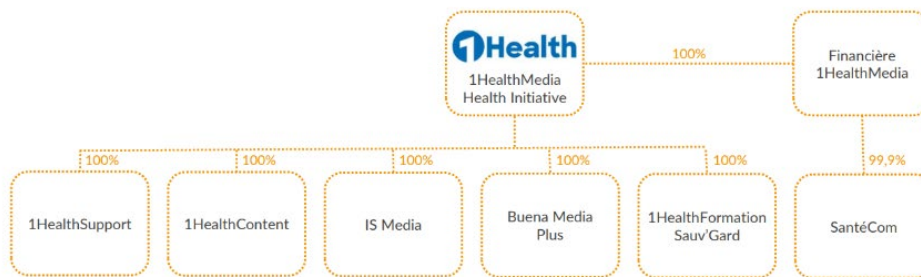 1Health
1HealthMedia
Health Initiative
100%
Financière
1HealthMedia
100%
100%
100%
100%
100%
99,9%
1HealthSupport
1HealthContent
IS Media
Buena Media
Plus
1HealthFormation
Sauv'Gard
SantéCom